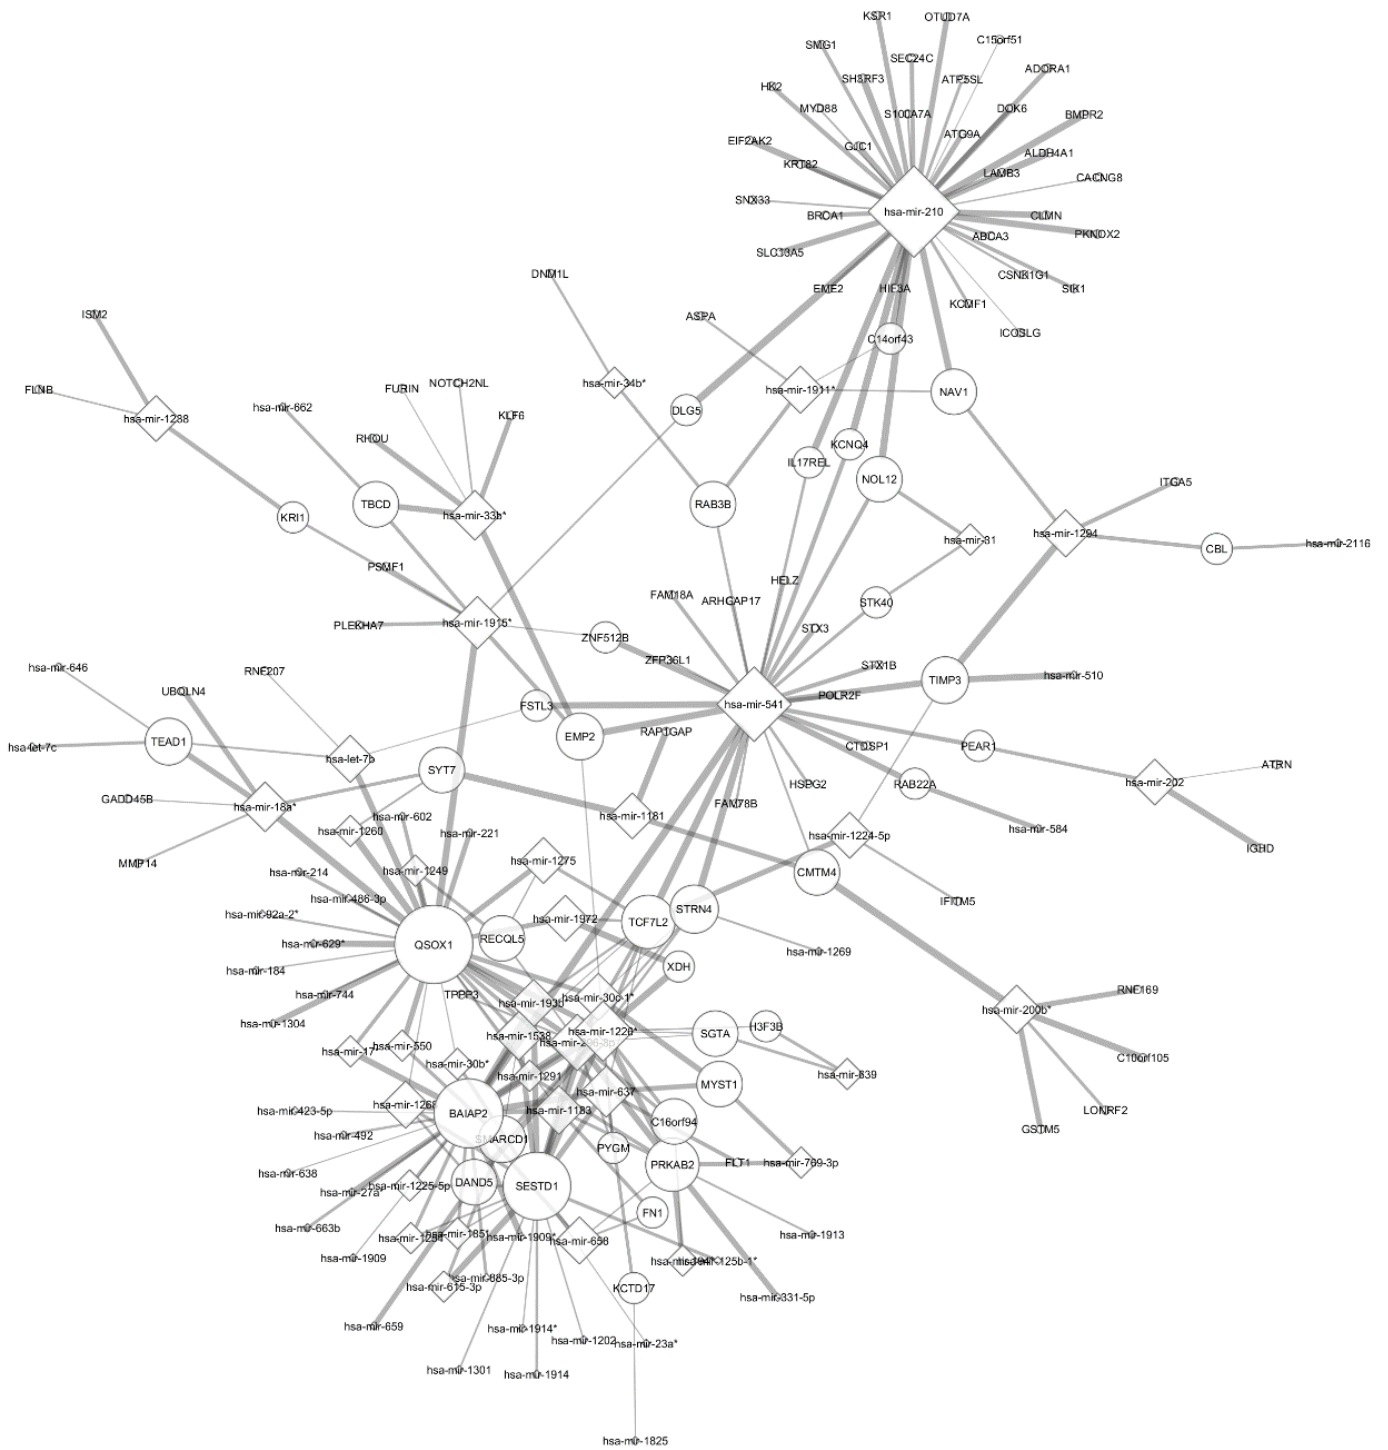 KSR1
OTUD7A
C15orf51
SMG1
SEC24C
ADORA1
SH3RF3
ATP5SL
HK2
MYD88
S100A7A
DOK6
BMPR2
ATG9A
EIF2AK2
GJC1
ALDH4A1
KRT82
LAMB3
CACNG8
SNX33
hsa-mir-210
BRCA1
CLMN
ABCA3
PKNOX2
SLC13A5
DNM1L
CSNK1G1
EME2
HIF3A
SIK1
KCMF1
ISM2
ASPA
ICOSLG
C14orf43
FLNB
FURIN
NOTCH2NL
hsa-mir-34b*
hsa-mir-1911*
NAV1
hsa-mir-662
DLG5
hsa-mir-1238
KLF6
RHOU
KCNQ4
IL17REL
NOL12
ITGA5
TBCD
RAB3B
KRI1
hsa-mir-33b*
hsa-mir-1294
hsa-mir-31
CBL
hsa-mir-2116
PSMF1
HELZ
FAM18A
ARHGAP17
STK40
PLEKHA7
hsa-mir-1915*
STX3
ZNF512B
ZFP36L1
hsa-mir-646
RNF207
STX1B
hsa-mir-510
TIMP3
UBQLN4
POLR2F
FSTL3
hsa-mir-541
RAP1GAP
EMP2
TEAD1
hsa-let-7c
CTDSP1
PEAR1
hsa-let-7b
SYT7
ATRN
HSPG2
RAB22A
hsa-mir-202
GADD45B
hsa-mir-18a*
FAM78B
hsa-mir-1181
hsa-mir-602
hsa-mir-584
hsa-mir-1260
hsa-mir-221
hsa-mir-1224-5p
IGHD
MMP14
hsa-mir-1275
hsa-mir-214
hsa-mir-1249
CMTM4
hsa-mir-486-3p
IFITM5
hsa-mir-92a-2*
hsa-mir-1972
TCF7L2
STRN4
hsa-mir-629*
QSOX1
RECQL5
hsa-mir-1269
XDH
hsa-mir-184
hsa-mir-744
TPPP3
hsa-mir-30c-1*
RNF169
hsa-mir-200b*
hsa-mir-1304
hsa-mir-1538
hsa-mir-1226*
SGTA
H3F3B
hsa-mir-17*
hsa-mir-550
hsa-mir-296-3p
C10orf105
hsa-mir-30b*
hsa-mir-1291
hsa-mir-639
MYST1
hsa-mir-637
hsa-mir-423-5p
hsa-mir-1268
BAIAP2
hsa-mir-1183
LONRF2
C16orf94
GSTM5
hsa-mir-492
SMARCD1
PYGM
hsa-mir-638
PRKAB2
FLT1
hsa-mir-769-3p
hsa-mir-27a*
hsa-mir-1225-5p
DAND5
SESTD1
FN1
hsa-mir-663b
hsa-mir-1913
hsa-mir-1909*
hsa-mir-658
hsa-mir-1909
hsa-mir-125b-1*
hsa-mir-615-3p
KCTD17
hsa-mir-331-5p
hsa-mir-659
hsa-mir-1914*
hsa-mir-1202
hsa-mir-23a*
hsa-mir-1301
hsa-mir-1914
hsa-mir-1825